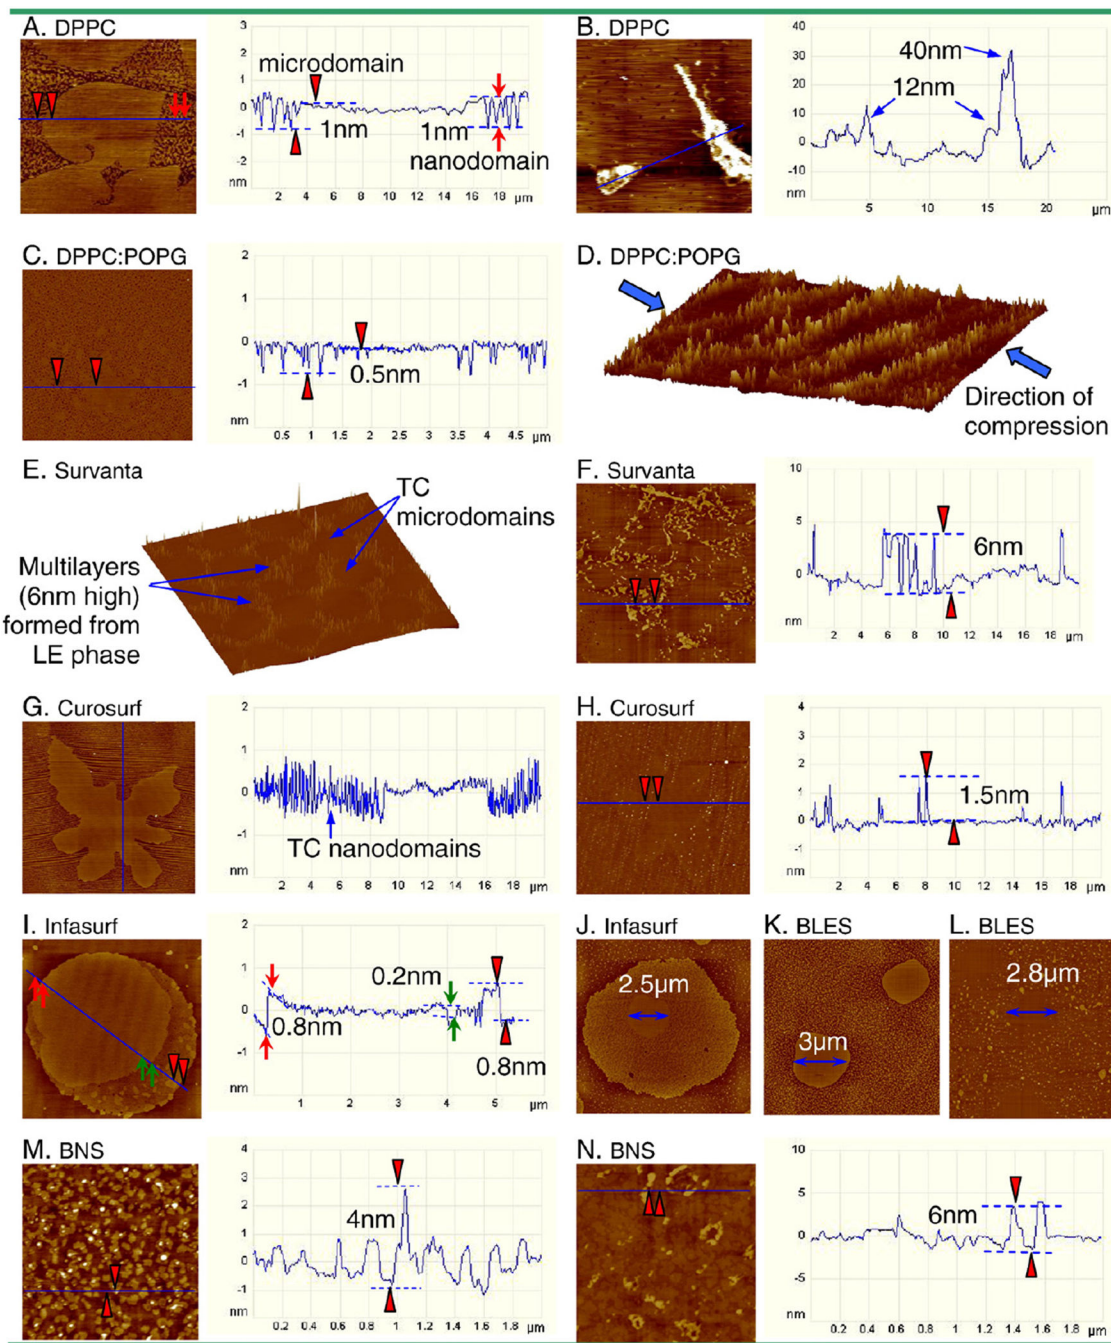 A. DPPC
3
2
1
0
-1
-2
nm
microdomain
1nm
1nm
nanodomain
2 4 6 8 10 12 14 16 18 µm
B. DPPC
40
30
20
10
0
-10
nm
40nm
12nm
5 10 15 20 µm
C. DPPC:POPG
2
1
0
-1
nm
0.5nm
0.5 1 1.5 2 2.5 3 3.5 4 4.5 µm
D. DPPC:POPG
Direction of
compression
E. Survanta
TC
microdomains
Multilayers
(6nm high)
formed from
LE phase
F. Survanta
10
5
0
nm
6nm
2 4 6 8 10 12 14 16 18 µm
G. Curosurf
2
1
0
-1
nm
TC nanodomains
2 4 6 8 10 12 14 16 18 µm
H. Curosurf
4
3
2
1
0
-1
nm
1.5nm
2 4 6 8 10 12 14 16 18 µm
I. Infasurf
2
1
0
-1
nm
0.8nm
0.2nm
0.8nm
1 2 3 4 5 µm
J. Infasurf
2.5µm
K. BLES
3µm
L. BLES
2.8µm
M. BNS
4
3
2
1
0
-1
nm
4nm
0.2 0.4 0.6 0.8 1 1.2 1.4 1.6 1.8 µm
N. BNS
10
5
0
-5
nm
6nm
0.2 0.4 0.6 0.8 1 1.2 1.4 1.6 1.8 µm